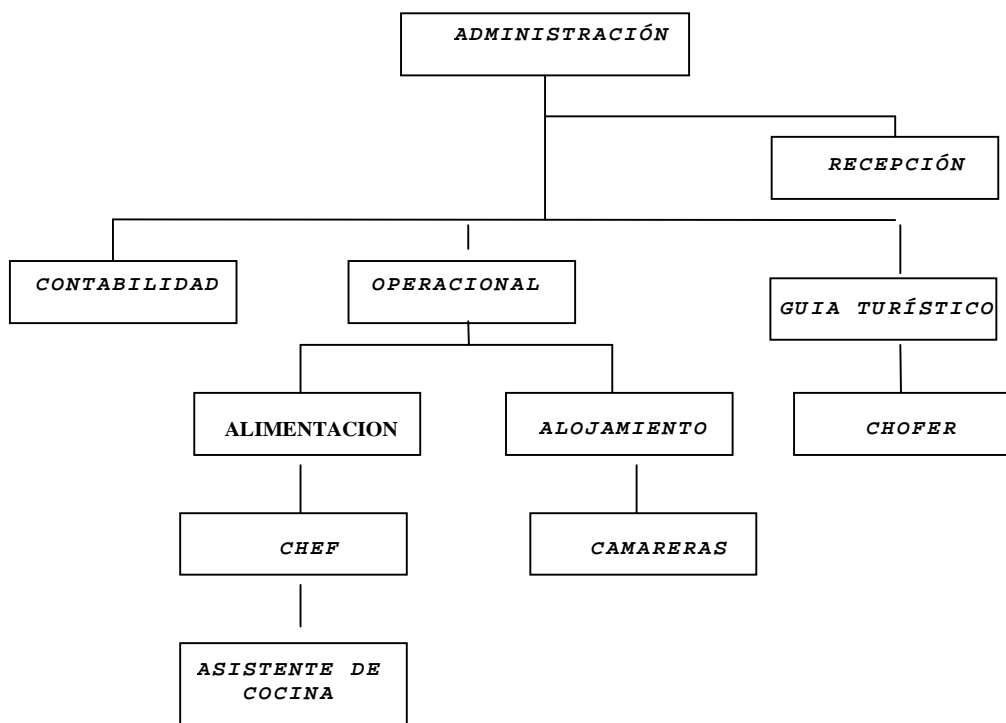 ADMINISTRACIÓN
RECEPCIÓN
CONTABILIDAD
OPERACIONAL
GUIA TURÍSTICO
ALIMENTACION
ALOJAMIENTO
CHOFER
CHEF
CAMARERAS
ASISTENTE DE
COCINA